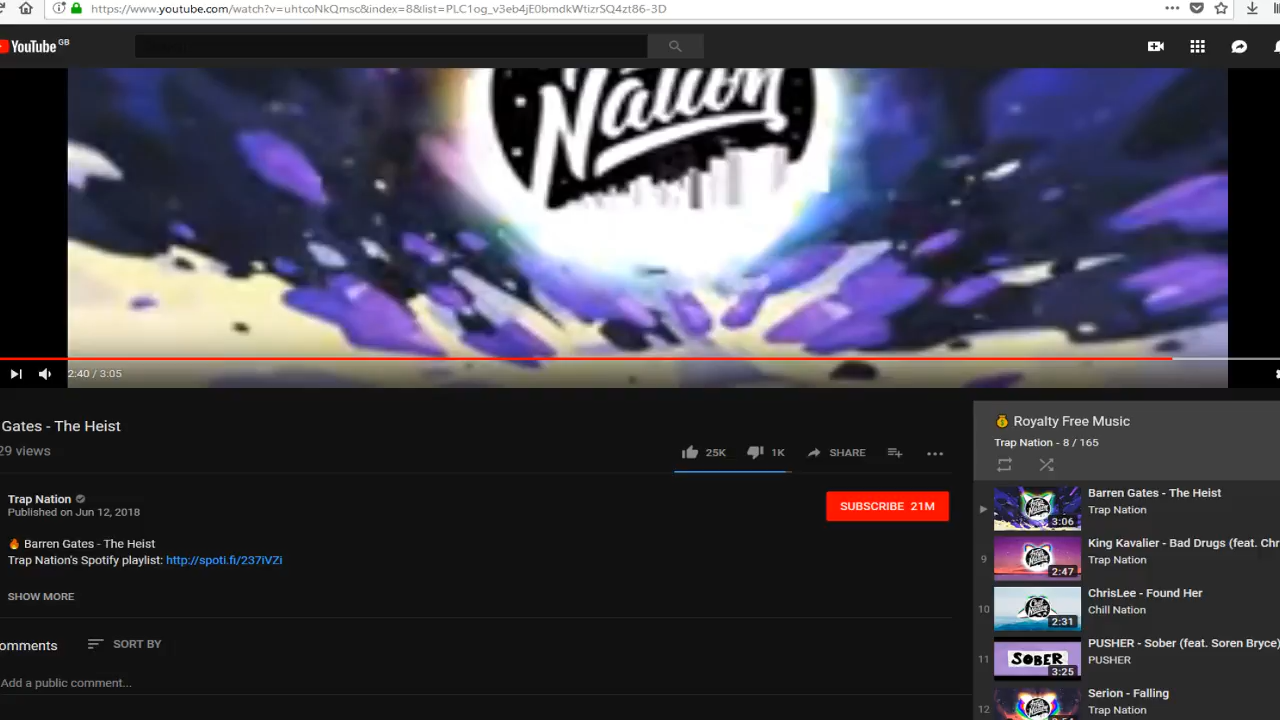 https://www.youtube.com/watch?v=uhtcoNkQmsc&index=8&list=PLC1og_v3eb4jE0bmdkWtizrSQ4zt86-3D
YouTube GB
Nation
2:40 / 3:05
Gates - The Heist
29 views
25K
1K
SHARE
Trap Nation
Published on Jun 12, 2018
SUBSCRIBE 21M
Barren Gates - The Heist
Trap Nation's Spotify playlist: http://spoti.fi/237iVZi
SHOW MORE
omments
SORT BY
Add a public comment...
Royalty Free Music
Trap Nation - 8 / 165
Barren Gates - The Heist
Trap Nation
3:06
9
King Kavalier - Bad Drugs (feat. Chr
Trap Nation
2:47
10
ChrisLee - Found Her
Chill Nation
2:31
11
PUSHER - Sober (feat. Soren Bryce)
PUSHER
SOBER
3:25
12
Serion - Falling
Trap Nation